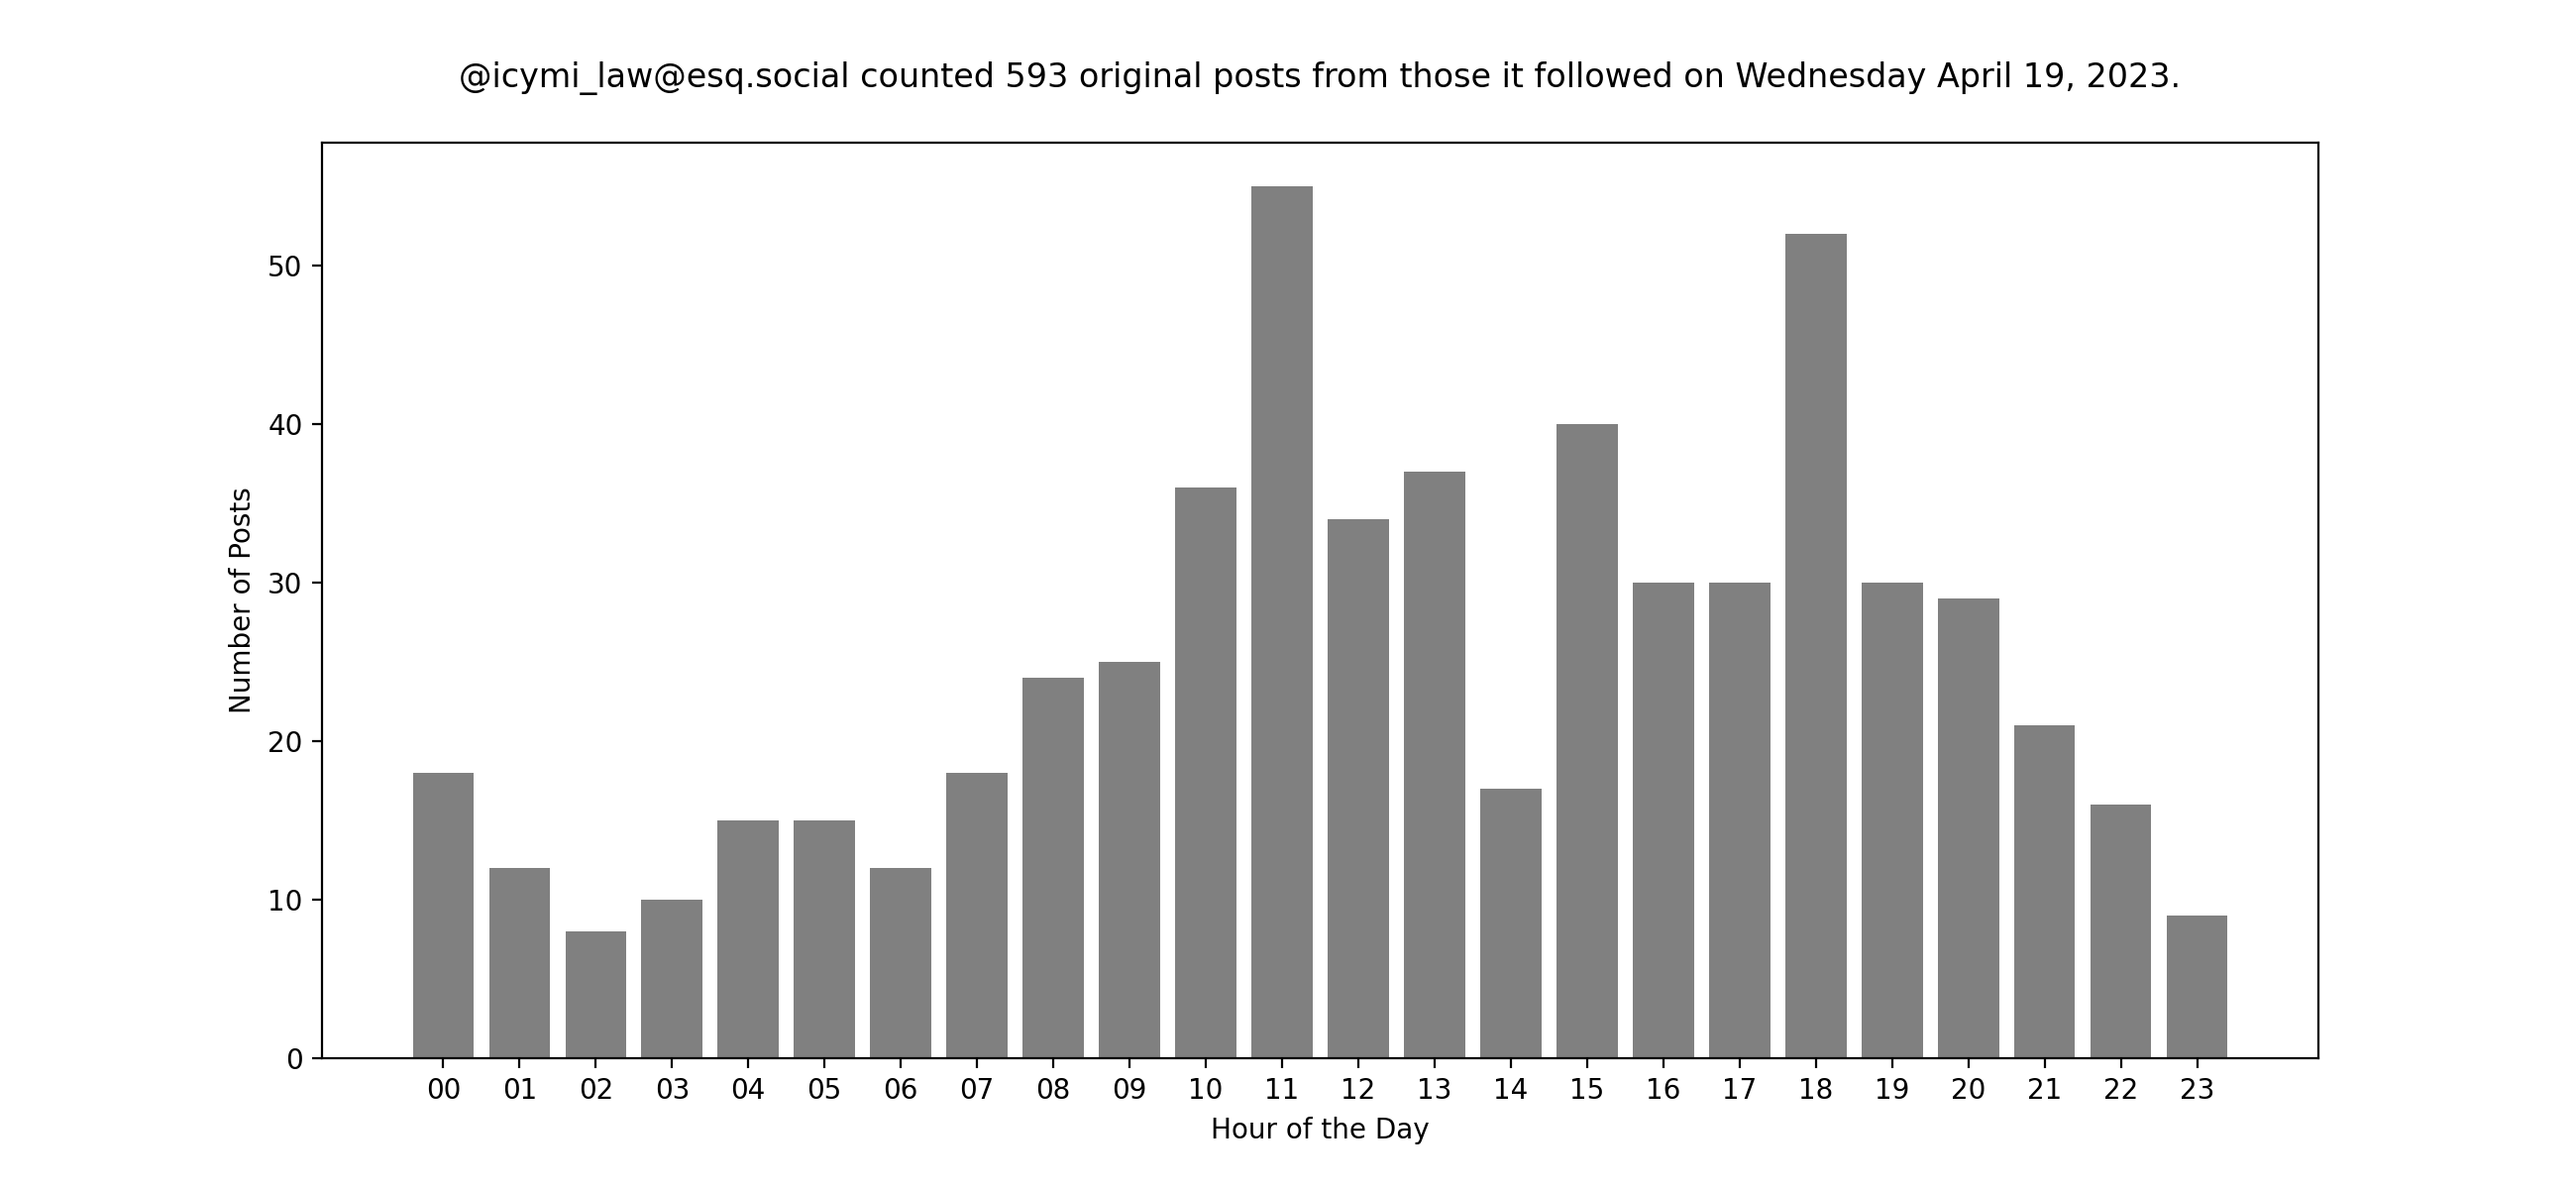 @icymi_law@esq.social counted 593 original posts from those it followed on Wednesday April 19, 2023.
50
40
30
20
10
0
Number of Posts
00 01 02 03 04 05 06 07 08 09 10 11 12 13 14 15 16 17 18 19 20 21 22 23
Hour of the Day